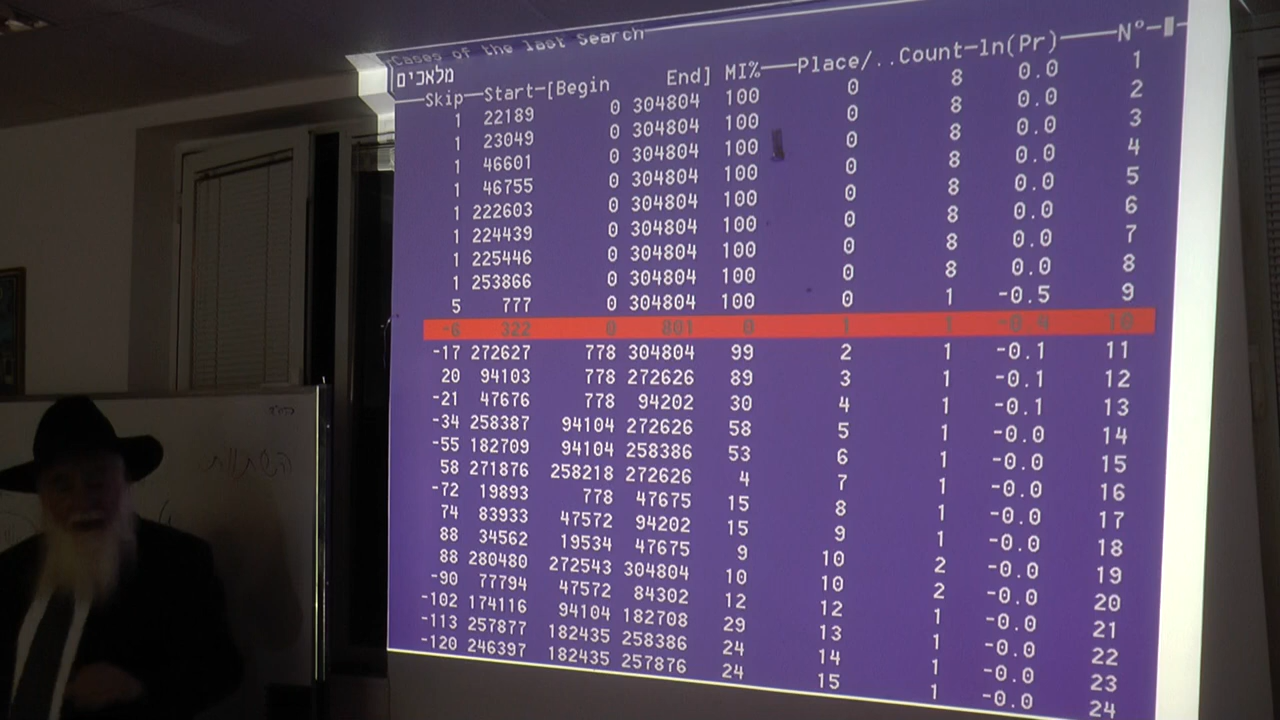 Cases of the last Search
מלאכים
Skip Start [Begin End] MI% Place/.. Count ln(Pr) N°
1 22189 0 304804 100 0 8 0.0 1
1 23049 0 304804 100 0 8 0.0 2
1 46601 0 304804 100 0 8 0.0 3
1 46755 0 304804 100 0 8 0.0 4
1 222603 0 304804 100 0 8 0.0 5
1 224439 0 304804 100 0 8 0.0 6
1 225446 0 304804 100 0 8 0.0 7
1 253866 0 304804 100 0 8 0.0 8
5 777 0 304804 100 0 1 -0.5 9
-6 322 0 801 0 1 1 -0.4 10
-17 272627 778 304804 99 2 1 -0.1 11
20 94103 778 272626 89 3 1 -0.1 12
-21 47676 778 94202 30 4 1 -0.1 13
-34 258387 94104 272626 58 5 1 -0.0 14
-55 182709 94104 258386 53 6 1 -0.0 15
58 271876 258218 272626 4 7 1 -0.0 16
-72 19893 778 47675 15 8 1 -0.0 17
74 83933 47572 94202 15 9 1 -0.0 18
88 34562 19534 47675 9 10 2 -0.0 19
88 280480 272543 304804 10 10 2 -0.0 20
-90 77794 47572 84302 12 12 1 -0.0 21
-102 174116 94104 182708 29 13 1 -0.0 22
-113 257877 182435 258386 24 14 1 -0.0 23
-120 246397 182435 257876 24 15 1 -0.0 24